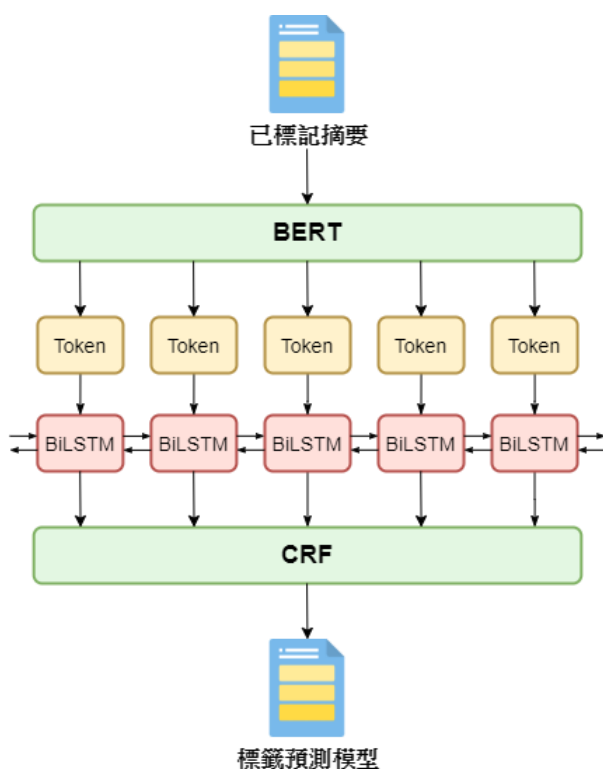 已標記摘要
BERT
Token Token Token Token Token
BiLSTM BiLSTM BiLSTM BiLSTM BiLSTM
CRF
標籤預測模型